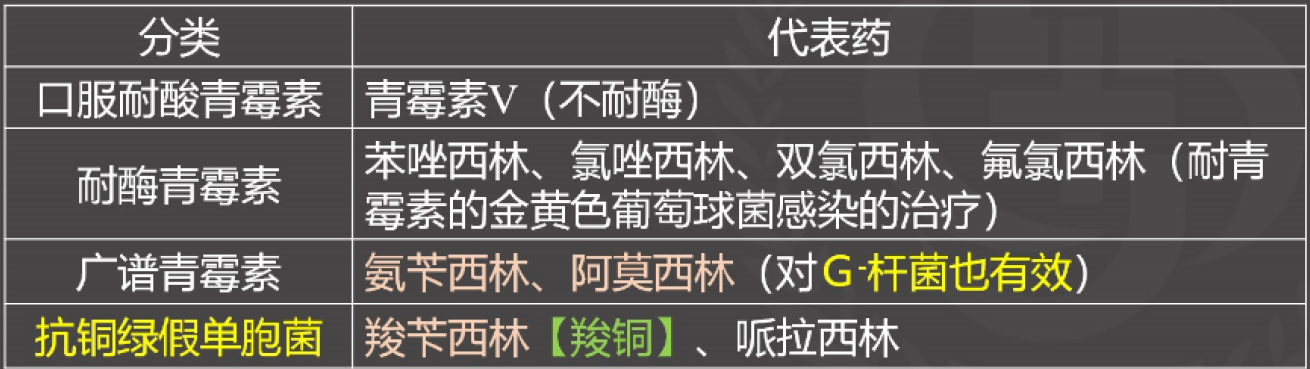 分类 代表药
口服耐酸青霉素 青霉素V（不耐酶）
耐酶青霉素 苯唑西林、氯唑西林、双氯西林、氟氯西林（耐青
霉素的金黄色葡萄球菌感染的治疗）
广谱青霉素 氨苄西林、阿莫西林（对G-杆菌也有效）
抗铜绿假单胞菌 羧苄西林【羧铜】、哌拉西林